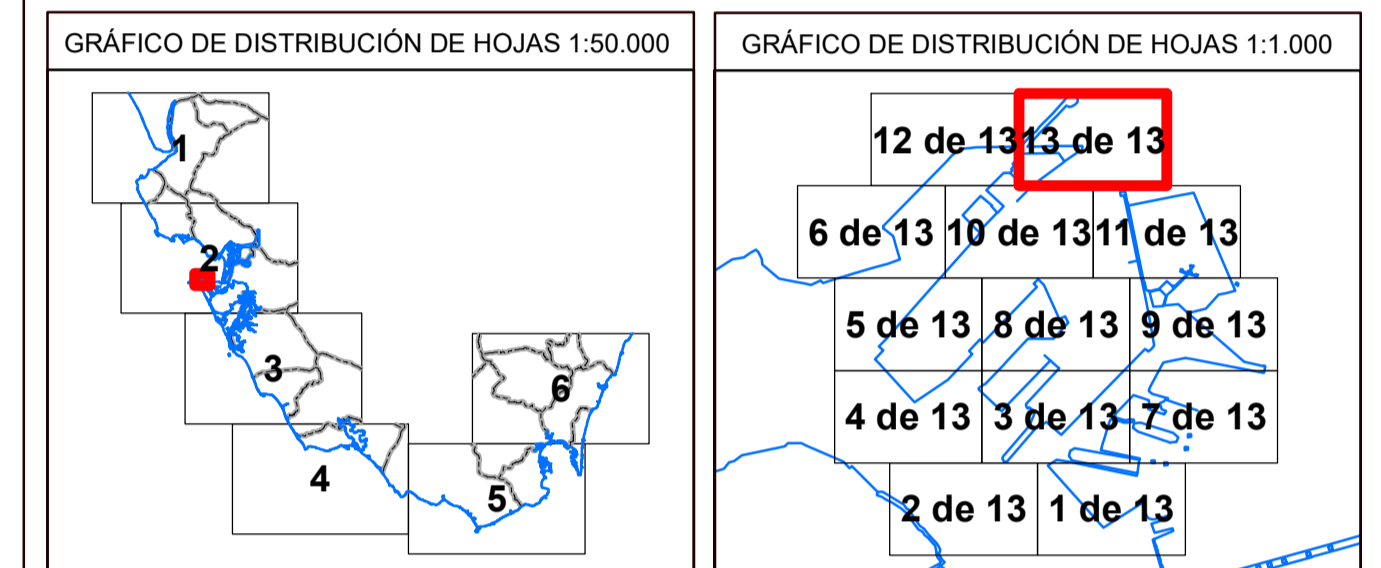 GRÁFICO DE DISTRIBUCIÓN DE HOJAS 1:50.000
1
2
3
4
5
6
GRÁFICO DE DISTRIBUCIÓN DE HOJAS 1:1.000
12 de 13
13 de 13
6 de 13
10 de 13
11 de 13
5 de 13
8 de 13
9 de 13
4 de 13
3 de 13
7 de 13
2 de 13
1 de 13